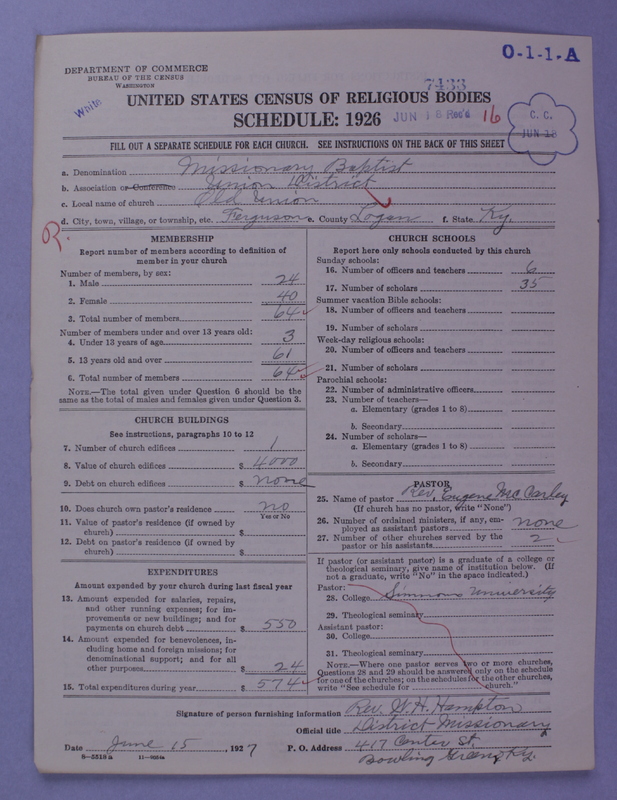 O-1-1-A
DEPARTMENT OF COMMERCE
BUREAU OF THE CENSUS
WASHINGTON
White
7433
UNITED STATES CENSUS OF RELIGIOUS BODIES
SCHEDULE: 1926
JUN 18 Rec'd 16
C. C.
JUN 18
FILL OUT A SEPARATE SCHEDULE FOR EACH CHURCH. SEE INSTRUCTIONS ON THE BACK OF THIS SHEET
a. Denomination Missionary Baptist
b. Association or Conference Union District
c. Local name of church Old Union
d. City, town, village, or township, etc. Ferguson e. County Logan f. State Ky.
R
MEMBERSHIP
Report number of members according to definition of
member in your church
Number of members, by sex:
1. Male 24
2. Female 40
3. Total number of members 64
Number of members under and over 13 years old:
4. Under 13 years of age 3
5. 13 years old and over 61
6. Total number of members 64
NOTE.—The total given under Question 6 should be the
same as the total of males and females given under Question 3.
CHURCH BUILDINGS
See instructions, paragraphs 10 to 12
7. Number of church edifices 1
8. Value of church edifices $ 4000
9. Debt on church edifices $ none
10. Does church own pastor's residence no
Yes or No
11. Value of pastor's residence (if owned by
church) $
12. Debt on pastor's residence (if owned by
church) $
EXPENDITURES
Amount expended by your church during last fiscal year
13. Amount expended for salaries, repairs,
and other running expenses; for im-
provements or new buildings; and for
payments on church debt $ 550
14. Amount expended for benevolences, in-
cluding home and foreign missions; for
denominational support; and for all
other purposes $ 24
15. Total expenditures during year $ 574
CHURCH SCHOOLS
Report here only schools conducted by this church
Sunday schools:
16. Number of officers and teachers 6
17. Number of scholars 35
Summer vacation Bible schools:
18. Number of officers and teachers
19. Number of scholars
Week-day religious schools:
20. Number of officers and teachers
21. Number of scholars
Parochial schools:
22. Number of administrative officers
23. Number of teachers—
a. Elementary (grades 1 to 8)
b. Secondary
24. Number of scholars—
a. Elementary (grades 1 to 8)
b. Secondary
PASTOR
25. Name of pastor Rev. Eugene McCarley
(If church has no pastor, write "None")
26. Number of ordained ministers, if any, em-
ployed as assistant pastors none
27. Number of other churches served by the
pastor or his assistants 2
If pastor (or assistant pastor) is a graduate of a college or
theological seminary, give name of institution below. (If
not a graduate, write "No" in the space indicated.)
Pastor:
28. College Simmons University
29. Theological seminary
Assistant pastor:
30. College
31. Theological seminary
NOTE.—Where one pastor serves two or more churches,
Questions 28 and 29 should be answered only on the schedule
for one of the churches; on the schedules for the other churches,
write "See schedule for church."
Signature of person furnishing information Rev. W. H. Hampton
Official title District Missionary
Date June 15, 1927 P. O. Address 417 Center St.
Bowling Green, Ky.
8—5518 a 11—9054a